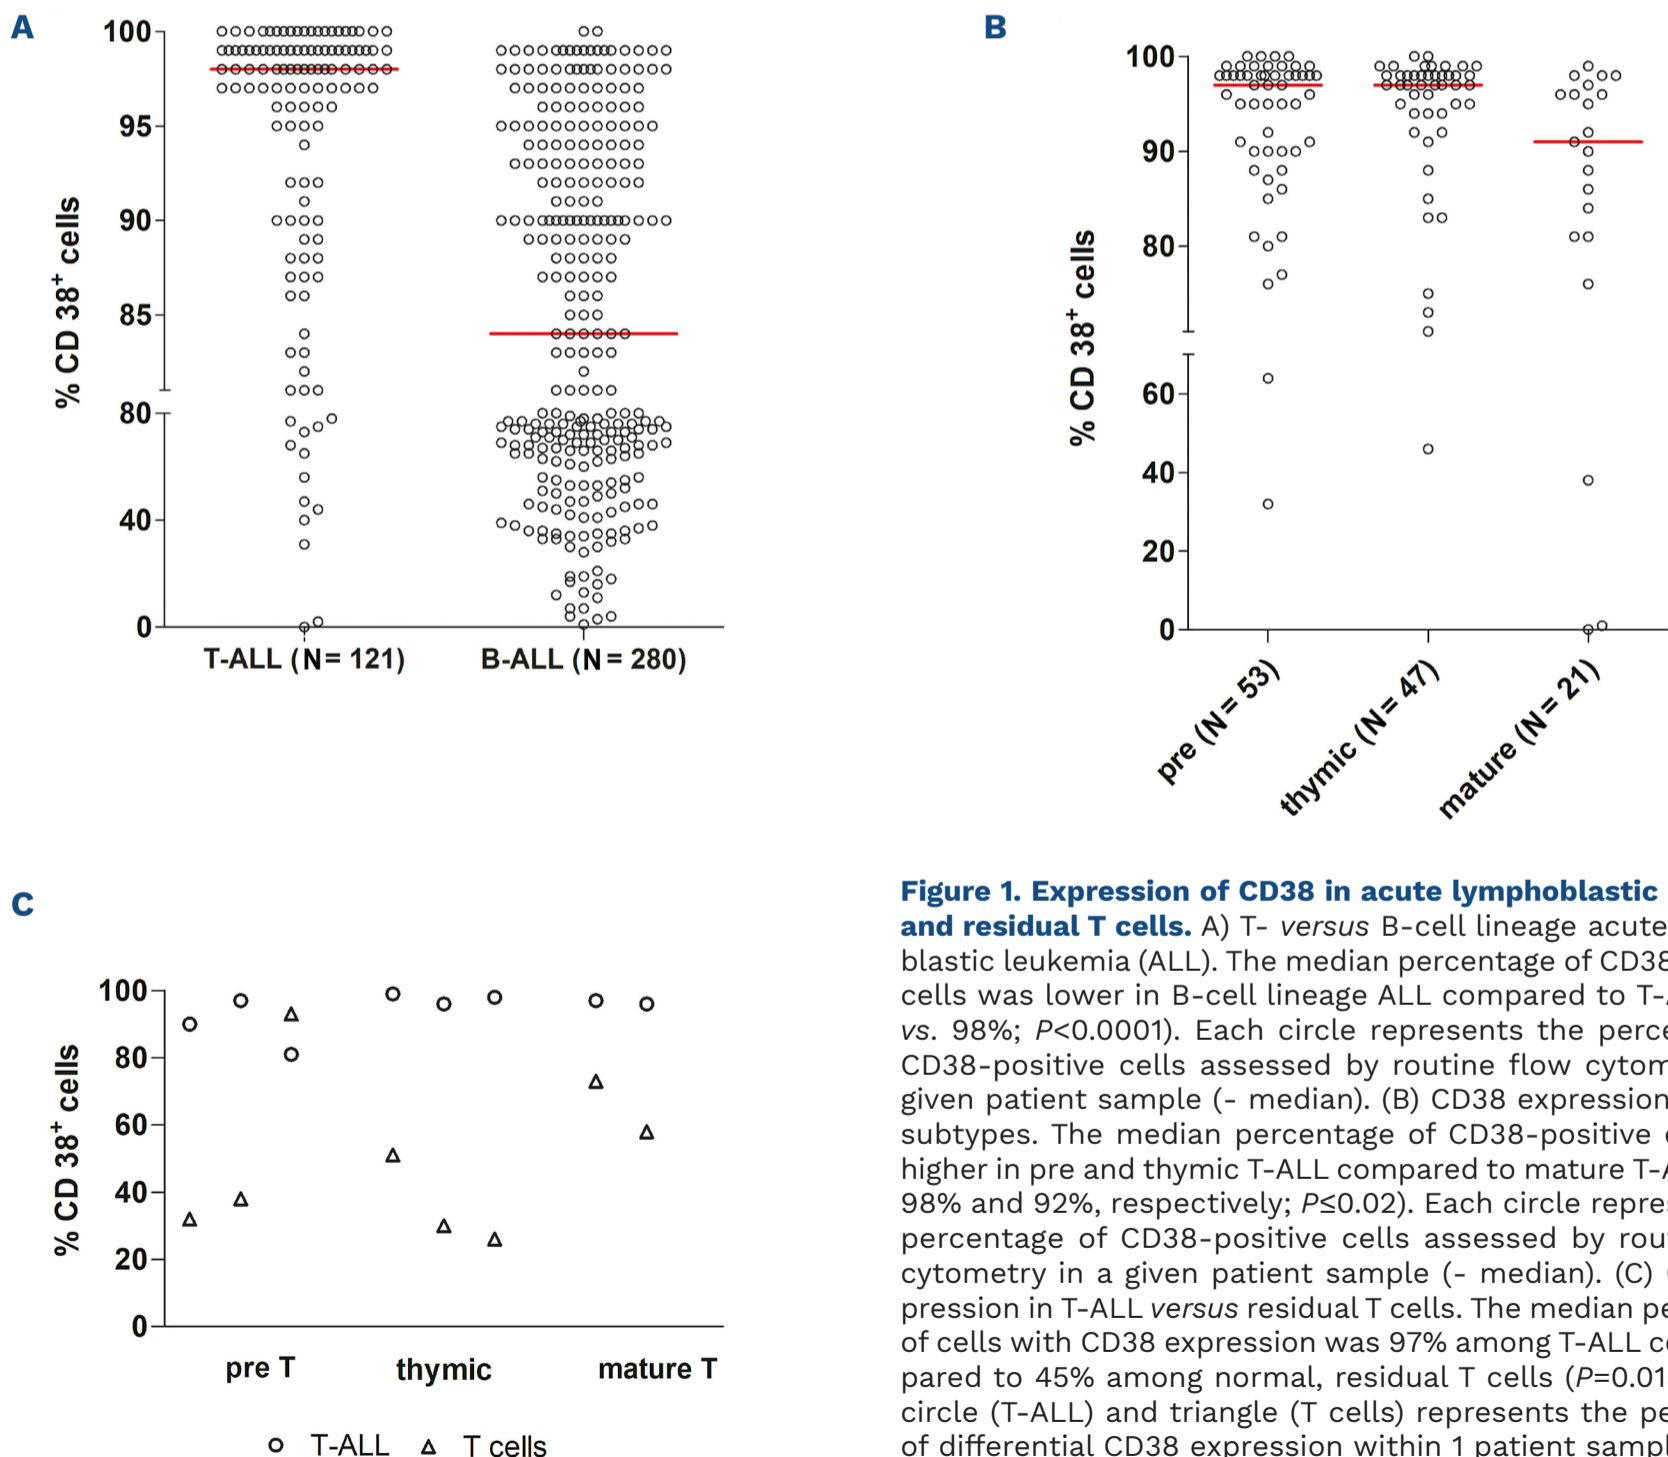 A
100
95
90
85
80
40
0
% CD 38+ cells
T-ALL (N = 121)
B-ALL (N = 280)
B
100
90
80
60
40
20
0
% CD 38+ cells
pre (N = 53)
thymic (N = 47)
mature (N = 21)
C
100
80
60
40
20
0
% CD 38+ cells
pre T
thymic
mature T
T-ALL
T cells
Figure 1. Expression of CD38 in acute lymphoblastic
and residual T cells. A) T- versus B-cell lineage acute
blastic leukemia (ALL). The median percentage of CD38
cells was lower in B-cell lineage ALL compared to T-
vs. 98%; P<0.0001). Each circle represents the
CD38-positive cells assessed by routine flow
given patient sample (- median). (B) CD38 expression
subtypes. The median percentage of CD38-positive
higher in pre and thymic T-ALL compared to mature T-
98% and 92%, respectively; P≤0.02). Each circle
percentage of CD38-positive cells assessed by
cytometry in a given patient sample (- median). (C)
pression in T-ALL versus residual T cells. The median
of cells with CD38 expression was 97% among T-ALL
pared to 45% among normal, residual T cells (P=0.01
circle (T-ALL) and triangle (T cells) represents the
of differential CD38 expression within 1 patient